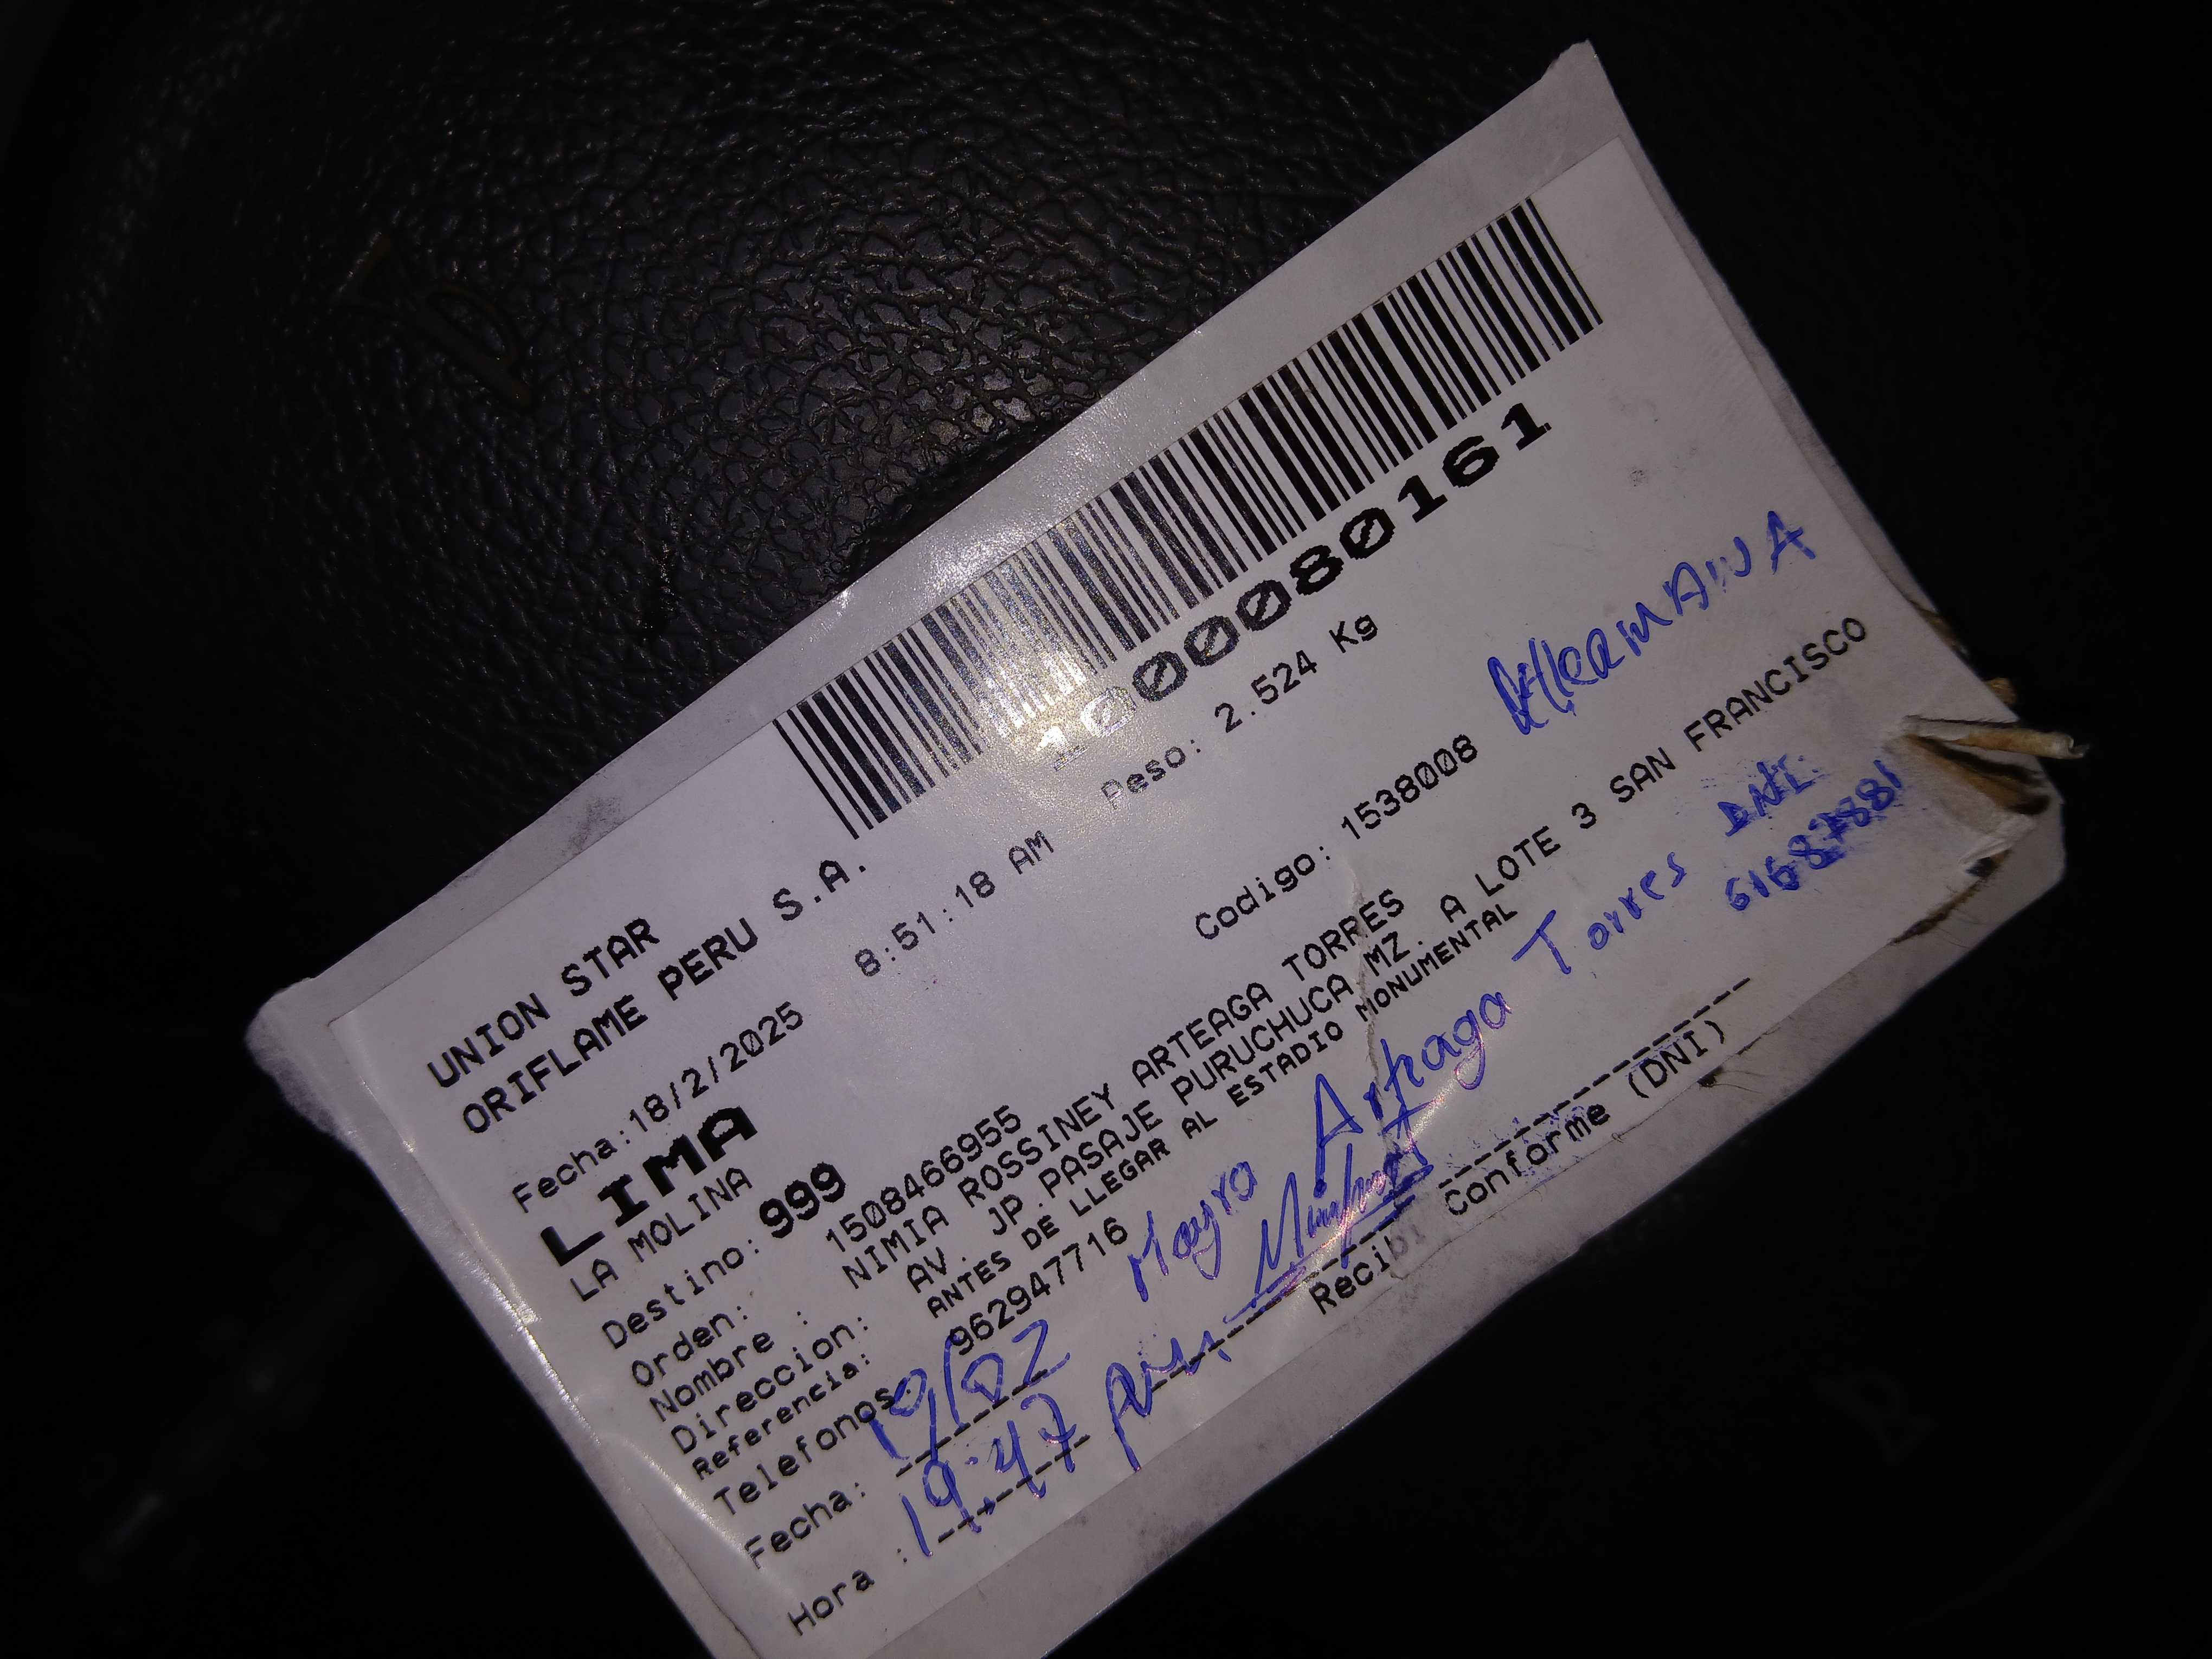 1000080161
UNION STAR
ORIFLAME PERU S.A.
Fecha:18/2/2025 8:51:18 AM Peso: 2.524 Kg
LIMA
LA MOLINA
Destino: 999 Codigo: 1538008
Orden: 1508466955
Nombre : NIMIA ROSSINEY ARTEAGA TORRES
Direccion: AV. JP.PASAJE PURUCHUCA MZ. A LOTE 3 SAN FRANCISCO
Referencia: ANTES DE LLEGAR AL ESTADIO MONUMENTAL
Telefonos: 962947716
Mayra Arteaga Torres DNI
Fecha: 19/02
Hora : 19:47 pm
Recibi Conforme (DNI)